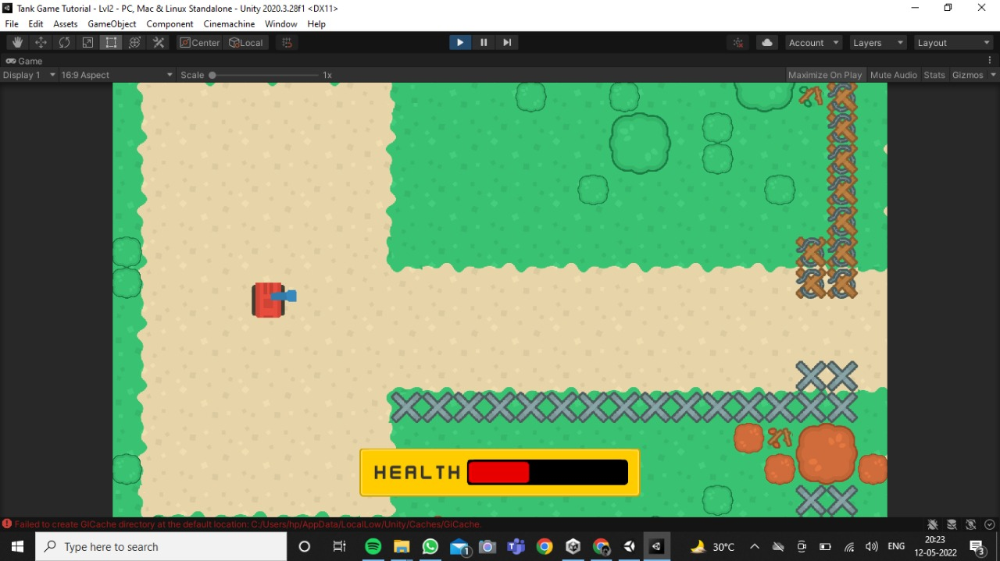 Tank Game Tutorial - Lvl2 - PC, Mac & Linux Standalone - Unity 2020.3.28f1 <DX11>
File Edit Assets GameObject Component Cinemachine Window Help
Center Local Account Layers Layout
Game
Display 1 16:9 Aspect Scale 1x Maximize On Play Mute Audio Stats Gizmos
HEALTH
Failed to create GICache directory at the default location: C:/Users/hp/AppData/LocalLow/Unity/Caches/GICache.
Type here to search 1 30°C ENG 20:23
12-05-2022 3